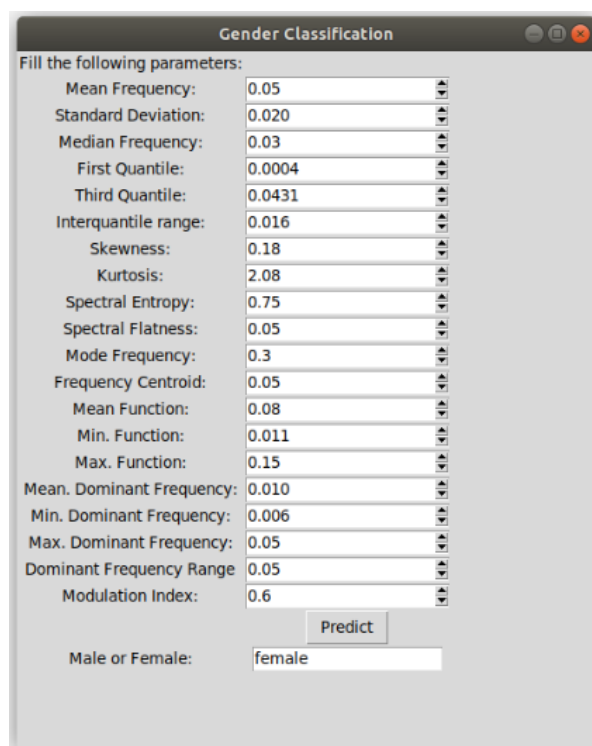 Gender Classification
Fill the following parameters:
Mean Frequency: 0.05
Standard Deviation: 0.020
Median Frequency: 0.03
First Quantile: 0.0004
Third Quantile: 0.0431
Interquantile range: 0.016
Skewness: 0.18
Kurtosis: 2.08
Spectral Entropy: 0.75
Spectral Flatness: 0.05
Mode Frequency: 0.3
Frequency Centroid: 0.05
Mean Function: 0.08
Min. Function: 0.011
Max. Function: 0.15
Mean. Dominant Frequency: 0.010
Min. Dominant Frequency: 0.006
Max. Dominant Frequency: 0.05
Dominant Frequency Range 0.05
Modulation Index: 0.6
Predict
Male or Female: female